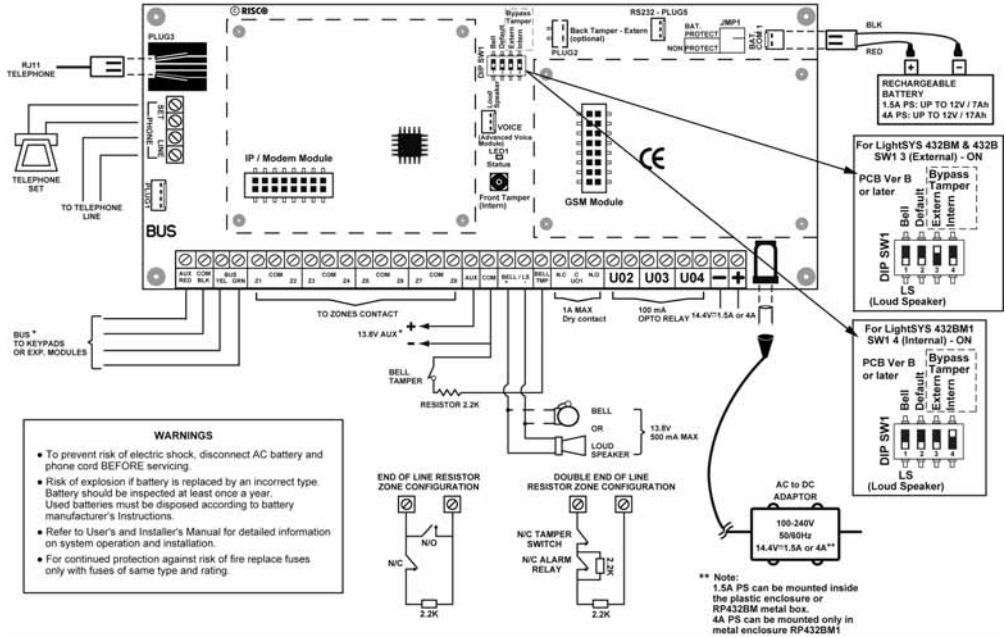 © RISCO
PLUG3
RJ11
TELEPHONE
SET
PHONE
LINE
TELEPHONE
SET
TO TELEPHONE
LINE
PLUG1
BUS
IP / Modem Module
Bypass
Tamper
Bell
Default
Extern
Intern
DIP SW1
Loud
Speaker
VOICE
(Advanced Voice
Module)
LED1
Status
Front Tamper
(Intern)
Back Tamper - Extern
(optional)
PLUG2
RS232 - PLUG5
BAT.
PROTECT
JMP1
NON PROTECT
BAT.
COM 1
BLK
RED
+ −
RECHARGEABLE
BATTERY
1.5A PS: UP TO 12V / 7Ah
4A PS: UP TO 12V / 17Ah
GSM Module
CE
AUX RED
COM BLK
BUS
YEL GRN
COM
Z1 Z2
COM
Z3 Z4
COM
Z5 Z6
COM
Z7 Z8
AUX
COM
BELL / LS
+ -
BELL TMP
N.C C N.O
UO1
U02
U03
U04
− +
BUS *
TO KEYPADS
OR EXP. MODULES
TO ZONES CONTACT
+
13.8V AUX *
-
BELL
TAMPER
RESISTOR 2.2K
1A MAX
Dry contact
100 mA
OPTO RELAY
14.4V⎓1.5A or 4A
BELL
OR
LOUD
SPEAKER
13.8V
500 mA MAX
For LightSYS 432BM & 432B
SW1 3 (External) - ON
PCB Ver B
or later
Bypass
Tamper
Bell
Default
Extern
Intern
DIP SW1
1 2 3 4
LS
(Loud Speaker)
For LightSYS 432BM1
SW1 4 (Internal) - ON
PCB Ver B
or later
Bypass
Tamper
Bell
Default
Extern
Intern
DIP SW1
1 2 3 4
LS
(Loud Speaker)
WARNINGS
• To prevent risk of electric shock, disconnect AC battery and
phone cord BEFORE servicing.
• Risk of explosion if battery is replaced by an incorrect type.
Battery should be inspected at least once a year.
Used batteries must be disposed according to battery
manufacturer's Instructions.
• Refer to User's and Installer's Manual for detailed information
on system operation and installation.
• For continued protection against risk of fire replace fuses
only with fuses of same type and rating.
END OF LINE RESISTOR
ZONE CONFIGURATION
N/O
N/C
2.2K
DOUBLE END OF LINE
RESISTOR ZONE CONFIGURATION
N/C TAMPER
SWITCH
N/C ALARM
RELAY
2.2K
2.2K
AC to DC
ADAPTOR
100-240V
50/60Hz
14.4V⎓1.5A or 4A**
** Note:
1.5A PS can be mounted inside
the plastic enclosure or
RP432BM metal box.
4A PS can be mounted only in
metal enclosure RP432BM1